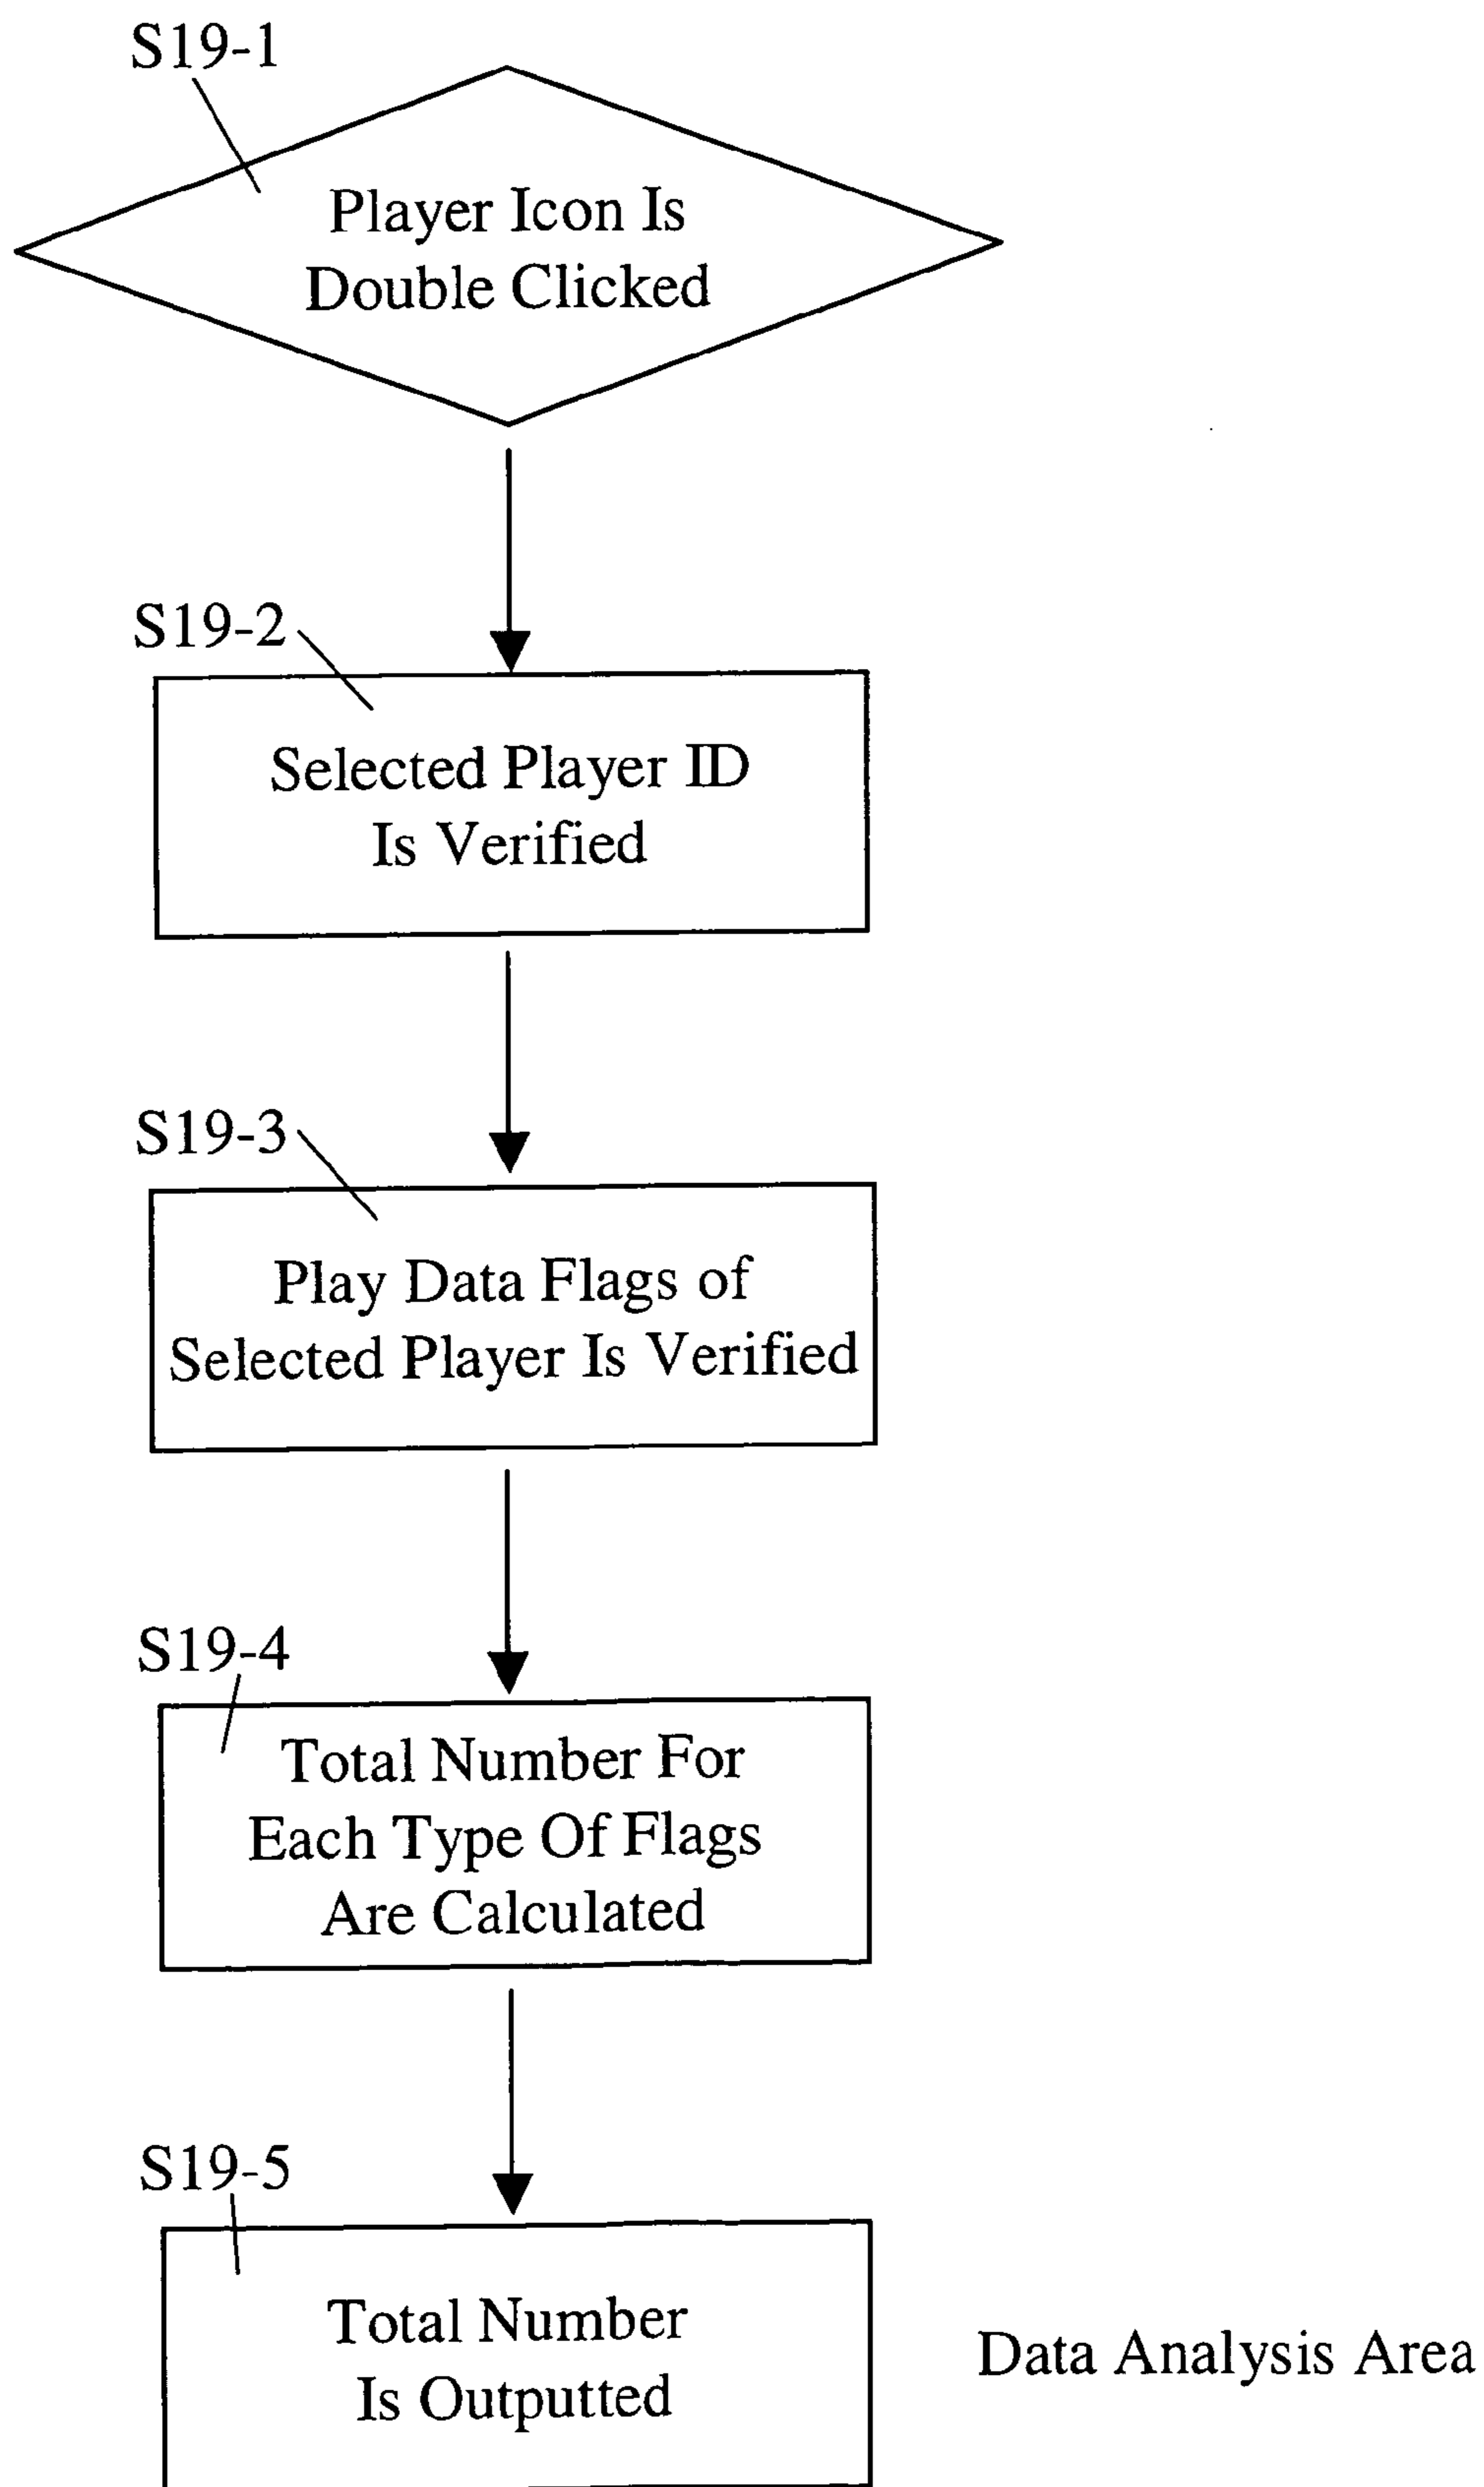 S19-1
Player Icon Is
Double Clicked
S19-2
Selected Player ID
Is Verified
S19-3
Play Data Flags of
Selected Player Is Verified
S19-4
Total Number For
Each Type Of Flags
Are Calculated
S19-5
Total Number
Is Outputted
Data Analysis Area